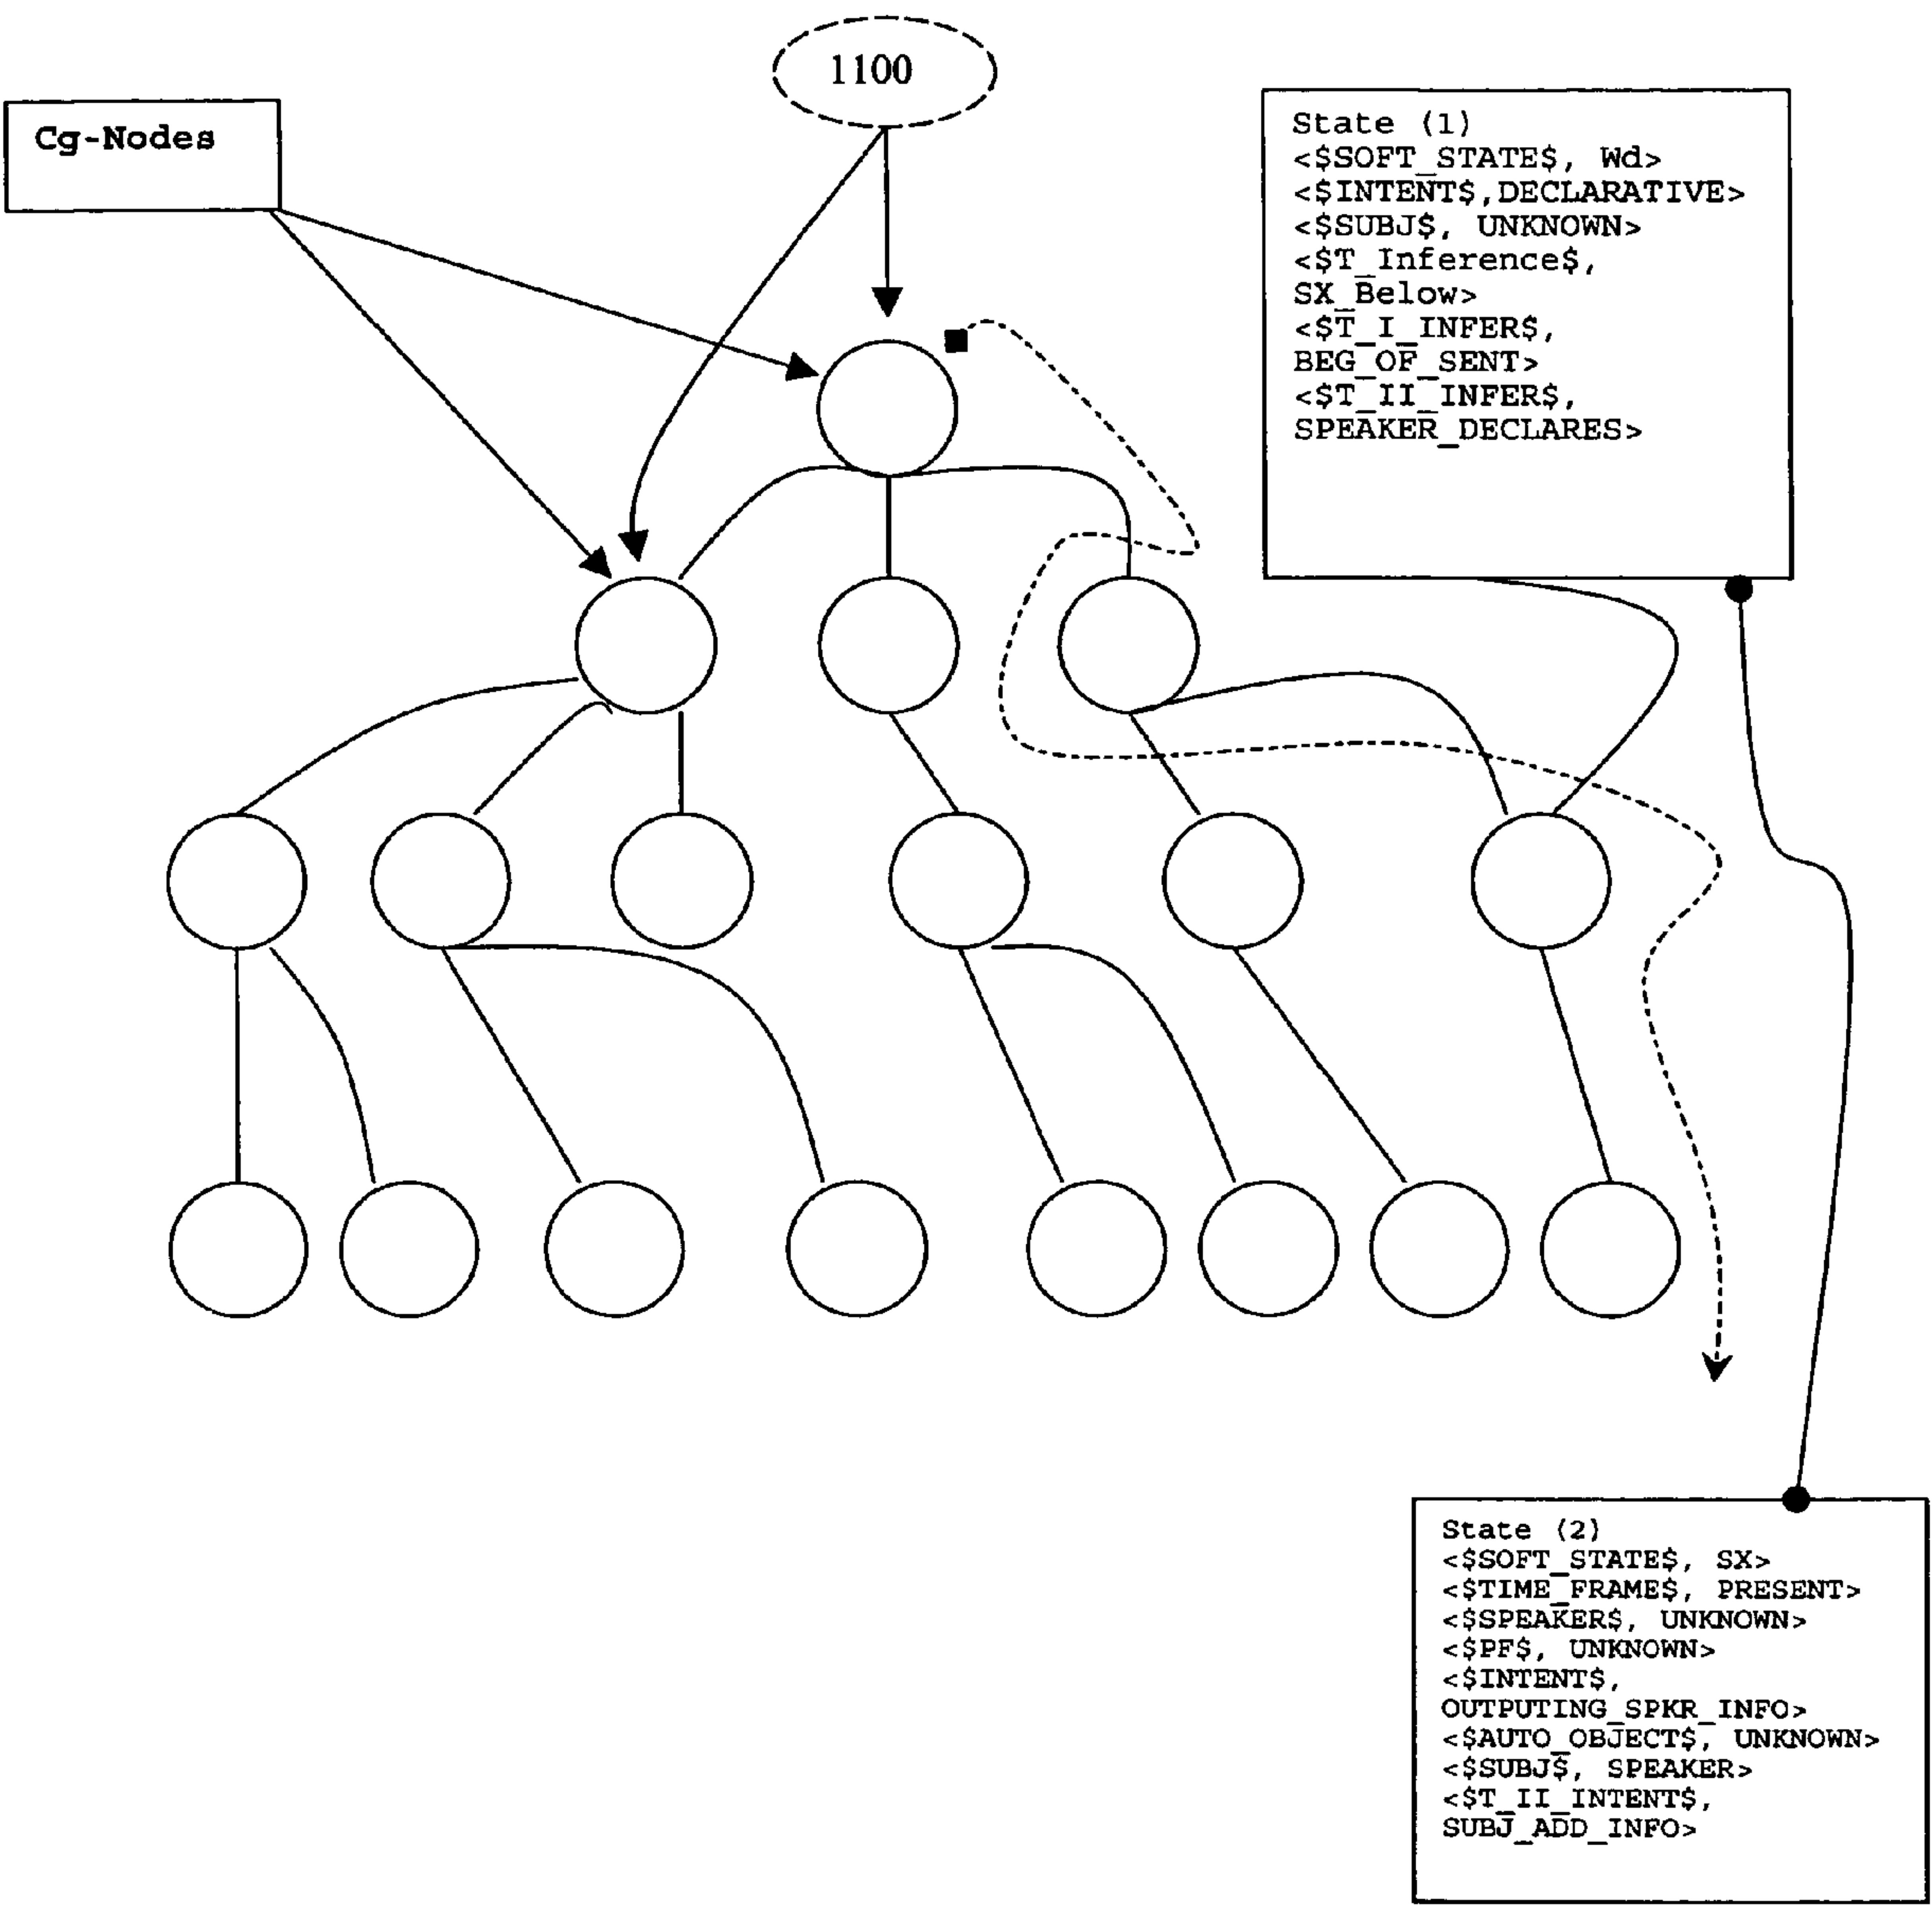 1100
Cg-Nodes
State (1)
<$SOFT_STATE$, Wd>
<$INTENT$,DECLARATIVE>
<$SUBJ$, UNKNOWN>
<$T_Inference$,
SX_Below>
<$T_I_INFER$,
BEG_OF_SENT>
<$T_II_INFER$,
SPEAKER_DECLARES>
State (2)
<$SOFT_STATE$, SX>
<$TIME_FRAME$, PRESENT>
<$SPEAKER$, UNKNOWN>
<$PF$, UNKNOWN>
<$INTENT$,
OUTPUTING_SPKR_INFO>
<$AUTO_OBJECT$, UNKNOWN>
<$SUBJ$, SPEAKER>
<$T_II_INTENT$,
SUBJ_ADD_INFO>